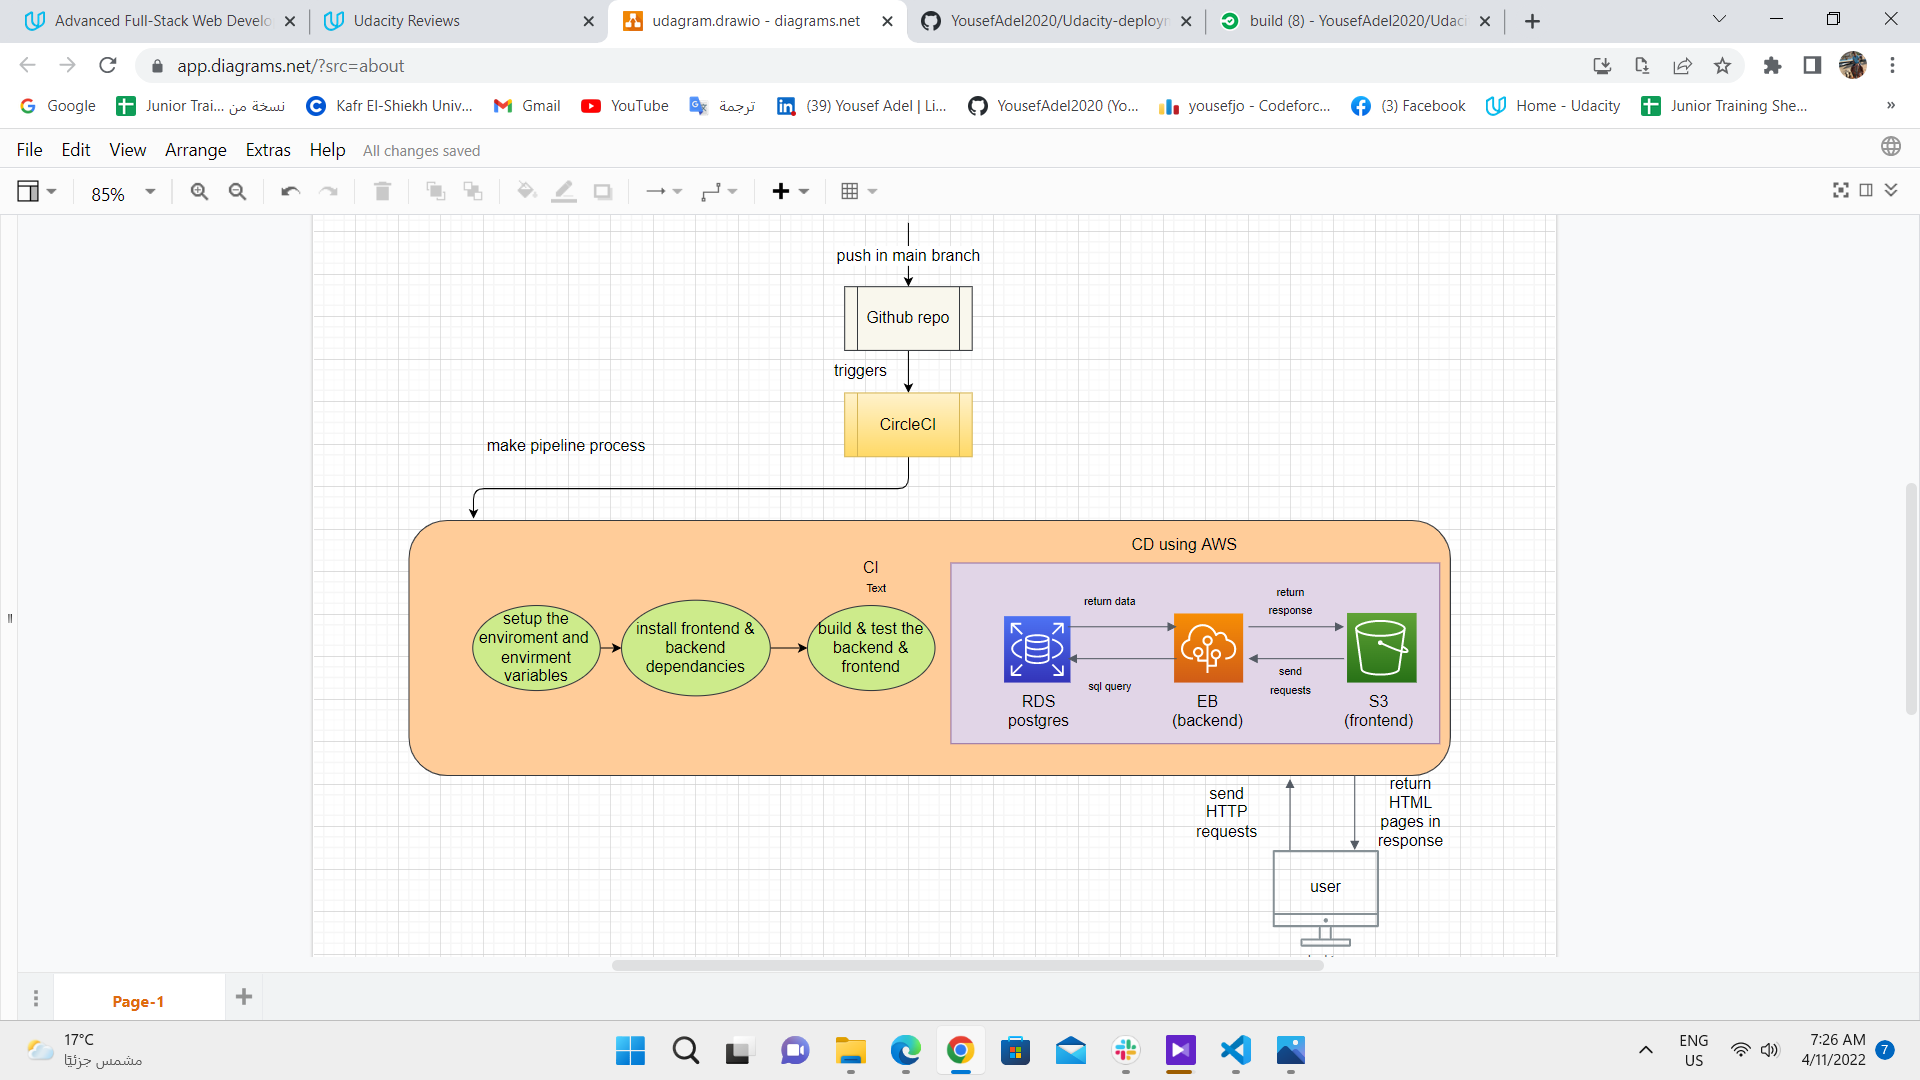 Advanced Full-Stack Web Develo
Udacity Reviews
udagram.drawio - diagrams.net
YousefAdel2020/Udacity-deploym
build (8) - YousefAdel2020/Udaci
app.diagrams.net/?src=about
Google
Junior Trai... نسخة من
Kafr El-Shiekh Univ...
Gmail
YouTube
ترجمة
(39) Yousef Adel | Li...
YousefAdel2020 (Yo...
yousefjo - Codeforc...
(3) Facebook
Home - Udacity
Junior Training She...
»
File
Edit
View
Arrange
Extras
Help
All changes saved
85%
push in main branch
Github repo
triggers
CircleCI
make pipeline process
CD using AWS
CI
Text
setup the
enviroment and
envirment
variables
install frontend &
backend
dependancies
build & test the
backend &
frontend
return data
sql query
return
response
send
requests
RDS
postgres
EB
(backend)
S3
(frontend)
send
HTTP
requests
return
HTML
pages in
response
user
Page-1
17°C
مشمس جزئيًا
ENG
US
7:26 AM
4/11/2022
7